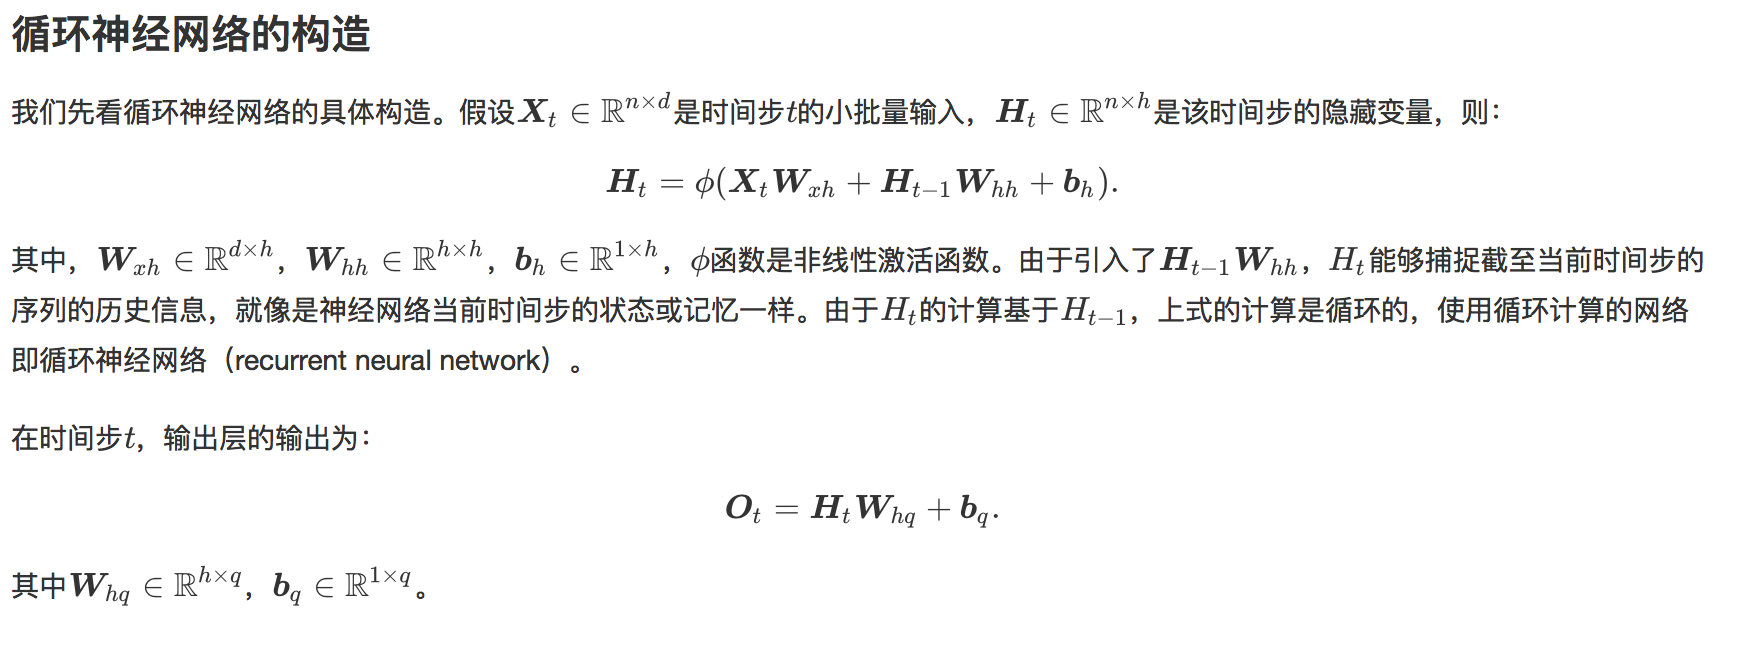 循环神经网络的构造
我们先看循环神经网络的具体构造。假设$\boldsymbol{X}_t \in \mathbb{R}^{n \times d}$是时间步$t$的小批量输入，$\boldsymbol{H}_t \in \mathbb{R}^{n \times h}$是该时间步的隐藏变量，则：
$\boldsymbol{H}_t = \phi(\boldsymbol{X}_t \boldsymbol{W}_{xh} + \boldsymbol{H}_{t-1} \boldsymbol{W}_{hh} + \boldsymbol{b}_h).$
其中，$\boldsymbol{W}_{xh} \in \mathbb{R}^{d \times h}$，$\boldsymbol{W}_{hh} \in \mathbb{R}^{h \times h}$，$\boldsymbol{b}_h \in \mathbb{R}^{1 \times h}$，$\phi$函数是非线性激活函数。由于引入了$\boldsymbol{H}_{t-1} \boldsymbol{W}_{hh}$，$H_t$能够捕捉截至当前时间步的
序列的历史信息，就像是神经网络当前时间步的状态或记忆一样。由于$H_t$的计算基于$H_{t-1}$，上式的计算是循环的，使用循环计算的网络
即循环神经网络（recurrent neural network）。
在时间步$t$，输出层的输出为：
$\boldsymbol{O}_t = \boldsymbol{H}_t \boldsymbol{W}_{hq} + \boldsymbol{b}_q.$
其中$\boldsymbol{W}_{hq} \in \mathbb{R}^{h \times q}$，$\boldsymbol{b}_q \in \mathbb{R}^{1 \times q}$。